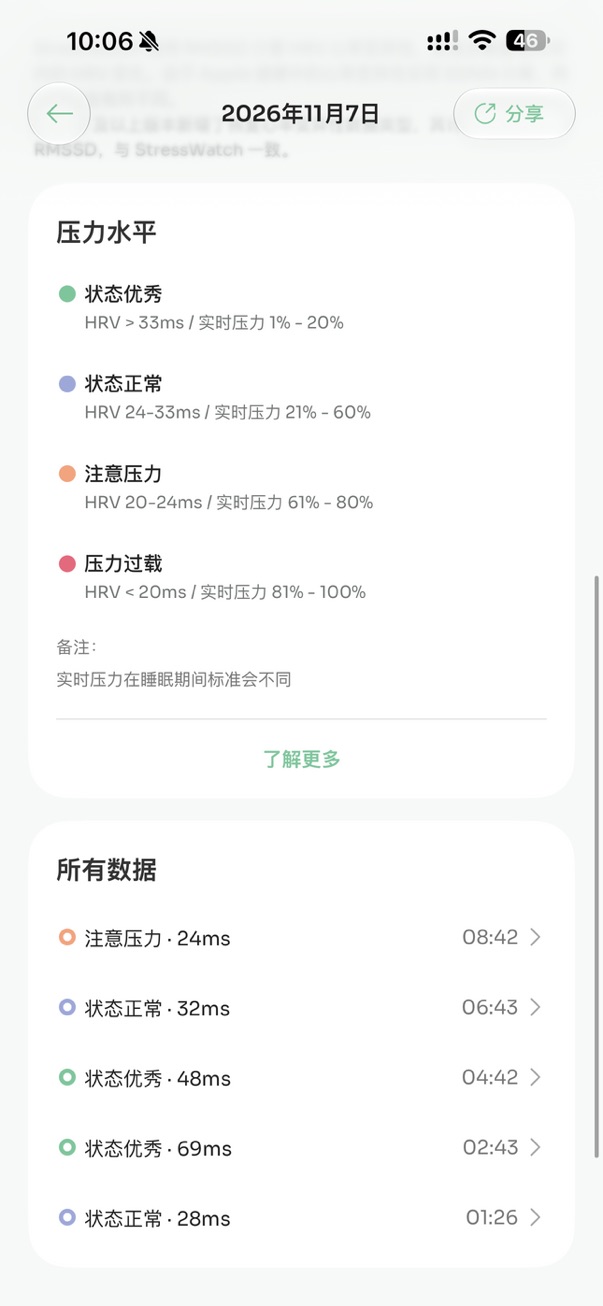 10:06
46
2026年11月7日
分享
RMSSD，与 StressWatch 一致。
压力水平
状态优秀
HRV > 33ms / 实时压力 1% - 20%
状态正常
HRV 24-33ms / 实时压力 21% - 60%
注意压力
HRV 20-24ms / 实时压力 61% - 80%
压力过载
HRV < 20ms / 实时压力 81% - 100%
备注：
实时压力在睡眠期间标准会不同
了解更多
所有数据
注意压力 · 24ms 08:42
状态正常 · 32ms 06:43
状态优秀 · 48ms 04:42
状态优秀 · 69ms 02:43
状态正常 · 28ms 01:26